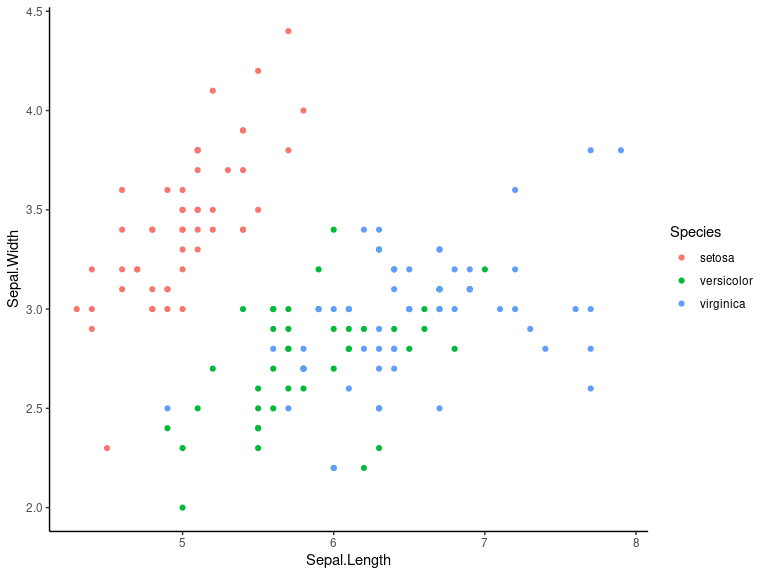 4.5
4.0
3.5
3.0
2.5
2.0
Sepal.Width
5 6 7 8
Sepal.Length
Species
setosa
versicolor
virginica